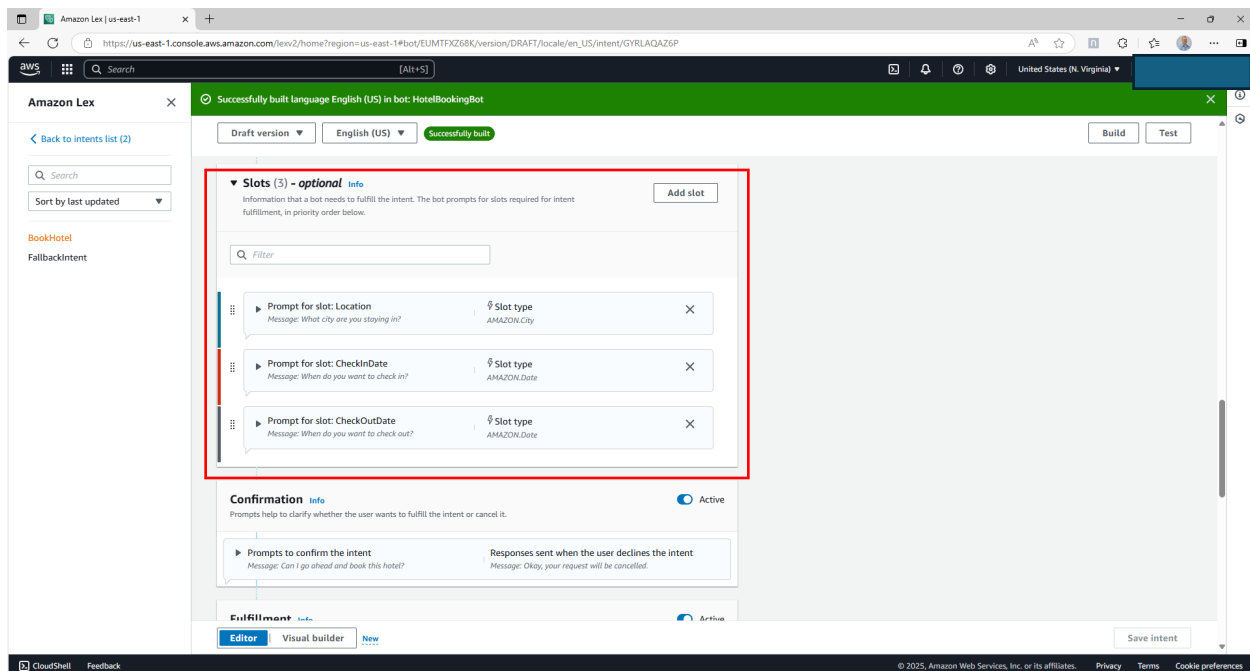 Amazon Lex | us-east-1
https://us-east-1.console.aws.amazon.com/lexv2/home?region=us-east-1#bot/EUMTFXZ68K/version/DRAFT/locale/en_US/intent/GYRLAQAZ6P
aws
Search
[Alt+S]
United States (N. Virginia)
Amazon Lex
Successfully built language English (US) in bot: HotelBookingBot
Back to intents list (2)
Draft version
English (US)
Successfully built
Build
Test
Search
Sort by last updated
BookHotel
FallbackIntent
Slots (3) - optional Info
Information that a bot needs to fulfill the intent. The bot prompts for slots required for intent
fulfillment, in priority order below.
Add slot
Filter
Prompt for slot: Location
Message: What city are you staying in?
Slot type
AMAZON.City
Prompt for slot: CheckInDate
Message: When do you want to check in?
Slot type
AMAZON.Date
Prompt for slot: CheckOutDate
Message: When do you want to check out?
Slot type
AMAZON.Date
Confirmation Info
Active
Prompts help to clarify whether the user wants to fulfill the intent or cancel it.
Prompts to confirm the intent
Message: Can I go ahead and book this hotel?
Responses sent when the user declines the intent
Message: Okay, your request will be cancelled.
Fulfillment Info
Active
Editor
Visual builder
New
Save intent
CloudShell
Feedback
© 2025, Amazon Web Services, Inc. or its affiliates.
Privacy
Terms
Cookie preferences